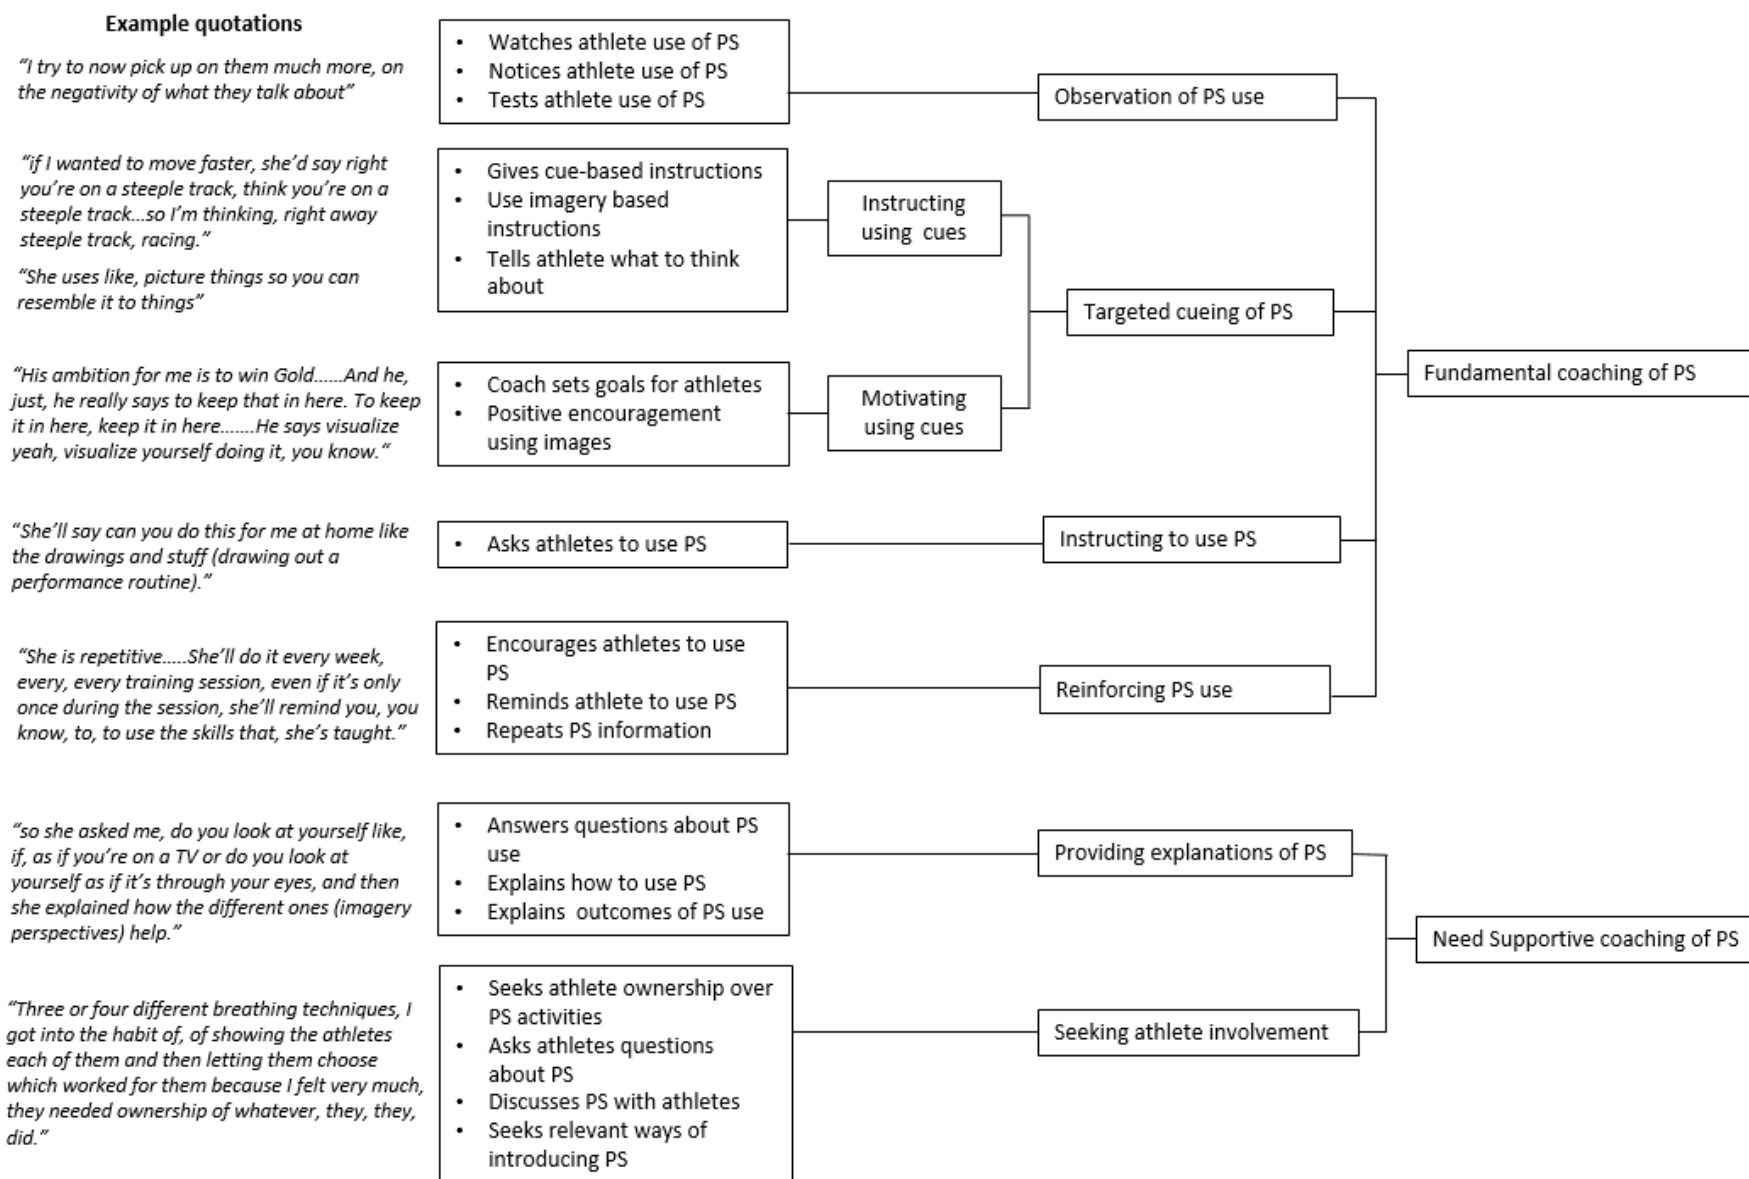 Example quotations
“I try to now pick up on them much more, on
the negativity of what they talk about”
• Watches athlete use of PS
• Notices athlete use of PS
• Tests athlete use of PS
Observation of PS use
“if I wanted to move faster, she’d say right
you’re on a steeple track, think you’re on a
steeple track...so I’m thinking, right away
steeple track, racing.”
“She uses like, picture things so you can
resemble it to things”
• Gives cue-based instructions
• Use imagery based
instructions
• Tells athlete what to think
about
Instructing
using cues
Targeted cueing of PS
“His ambition for me is to win Gold......And he,
just, he really says to keep that in here. To keep
it in here, keep it in here.......He says visualize
yeah, visualize yourself doing it, you know.“
• Coach sets goals for athletes
• Positive encouragement
using images
Motivating
using cues
Fundamental coaching of PS
“She’ll say can you do this for me at home like
the drawings and stuff (drawing out a
performance routine).”
• Asks athletes to use PS
Instructing to use PS
“She is repetitive.....She’ll do it every week,
every, every training session, even if it’s only
once during the session, she’ll remind you, you
know, to, to use the skills that, she’s taught.”
• Encourages athletes to use
PS
• Reminds athlete to use PS
• Repeats PS information
Reinforcing PS use
“so she asked me, do you look at yourself like,
if, as if you’re on a TV or do you look at
yourself as if it’s through your eyes, and then
she explained how the different ones (imagery
perspectives) help.”
• Answers questions about PS
use
• Explains how to use PS
• Explains outcomes of PS use
Providing explanations of PS
Need Supportive coaching of PS
“Three or four different breathing techniques, I
got into the habit of, of showing the athletes
each of them and then letting them choose
which worked for them because I felt very much,
they needed ownership of whatever, they, they,
did.”
• Seeks athlete ownership over
PS activities
• Asks athletes questions
about PS
• Discusses PS with athletes
• Seeks relevant ways of
introducing PS
Seeking athlete involvement